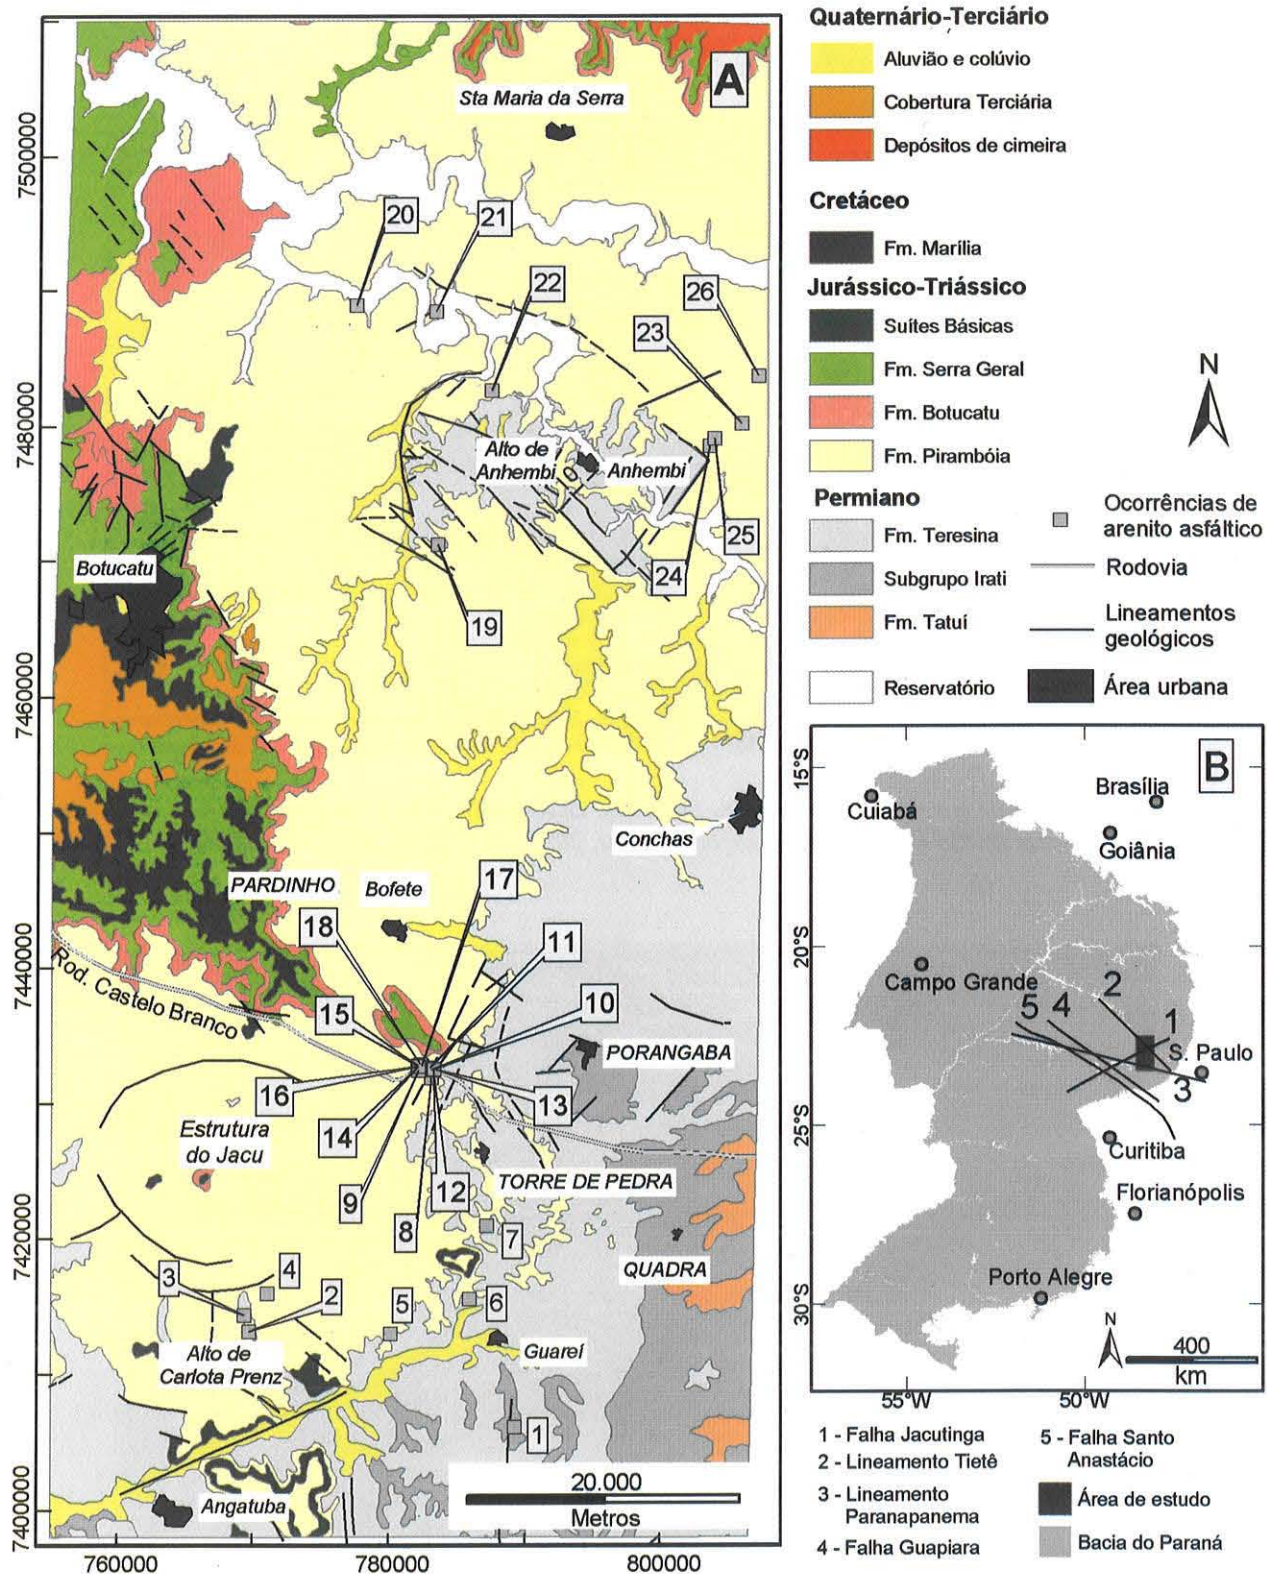 A
Sta Maria da Serra
7500000
20
21
22
26
23
7480000
Alto de
Anhembi
Anhembi
25
24
Botucatu
19
7460000
Conchas
PARDINHO
Bofete
17
18
11
7440000
Rod. Castelo Branco
15
10
PORANGABA
16
13
14
Estrutura
do Jacu
TORRE DE PEDRA
9
12
8
7
7420000
QUADRA
3
4
2
5
6
Alto de
Carlota Prenz
Guareí
1
20.000
Metros
Angatuba
7400000
760000
780000
800000
Quaternário-Terciário
Aluvião e colúvio
Cobertura Terciária
Depósitos de cimeira
Cretáceo
Fm. Marília
Jurássico-Triássico
Suítes Básicas
Fm. Serra Geral
Fm. Botucatu
Fm. Pirambóia
N
Permiano
Fm. Teresina
Subgrupo Irati
Fm. Tatuí
Reservatório
Ocorrências de
arenito asfáltico
Rodovia
Lineamentos
geológicos
Área urbana
B
15°S
Cuiabá
Brasília
Goiânia
20°S
Campo Grande
2
5
4
1
S. Paulo
3
25°S
Curitiba
Florianópolis
Porto Alegre
30°S
N
400
km
55°W
50°W
1 - Falha Jacutinga
2 - Lineamento Tietê
3 - Lineamento
Paranapanema
4 - Falha Guapiara
5 - Falha Santo
Anastácio
Área de estudo
Bacia do Paraná